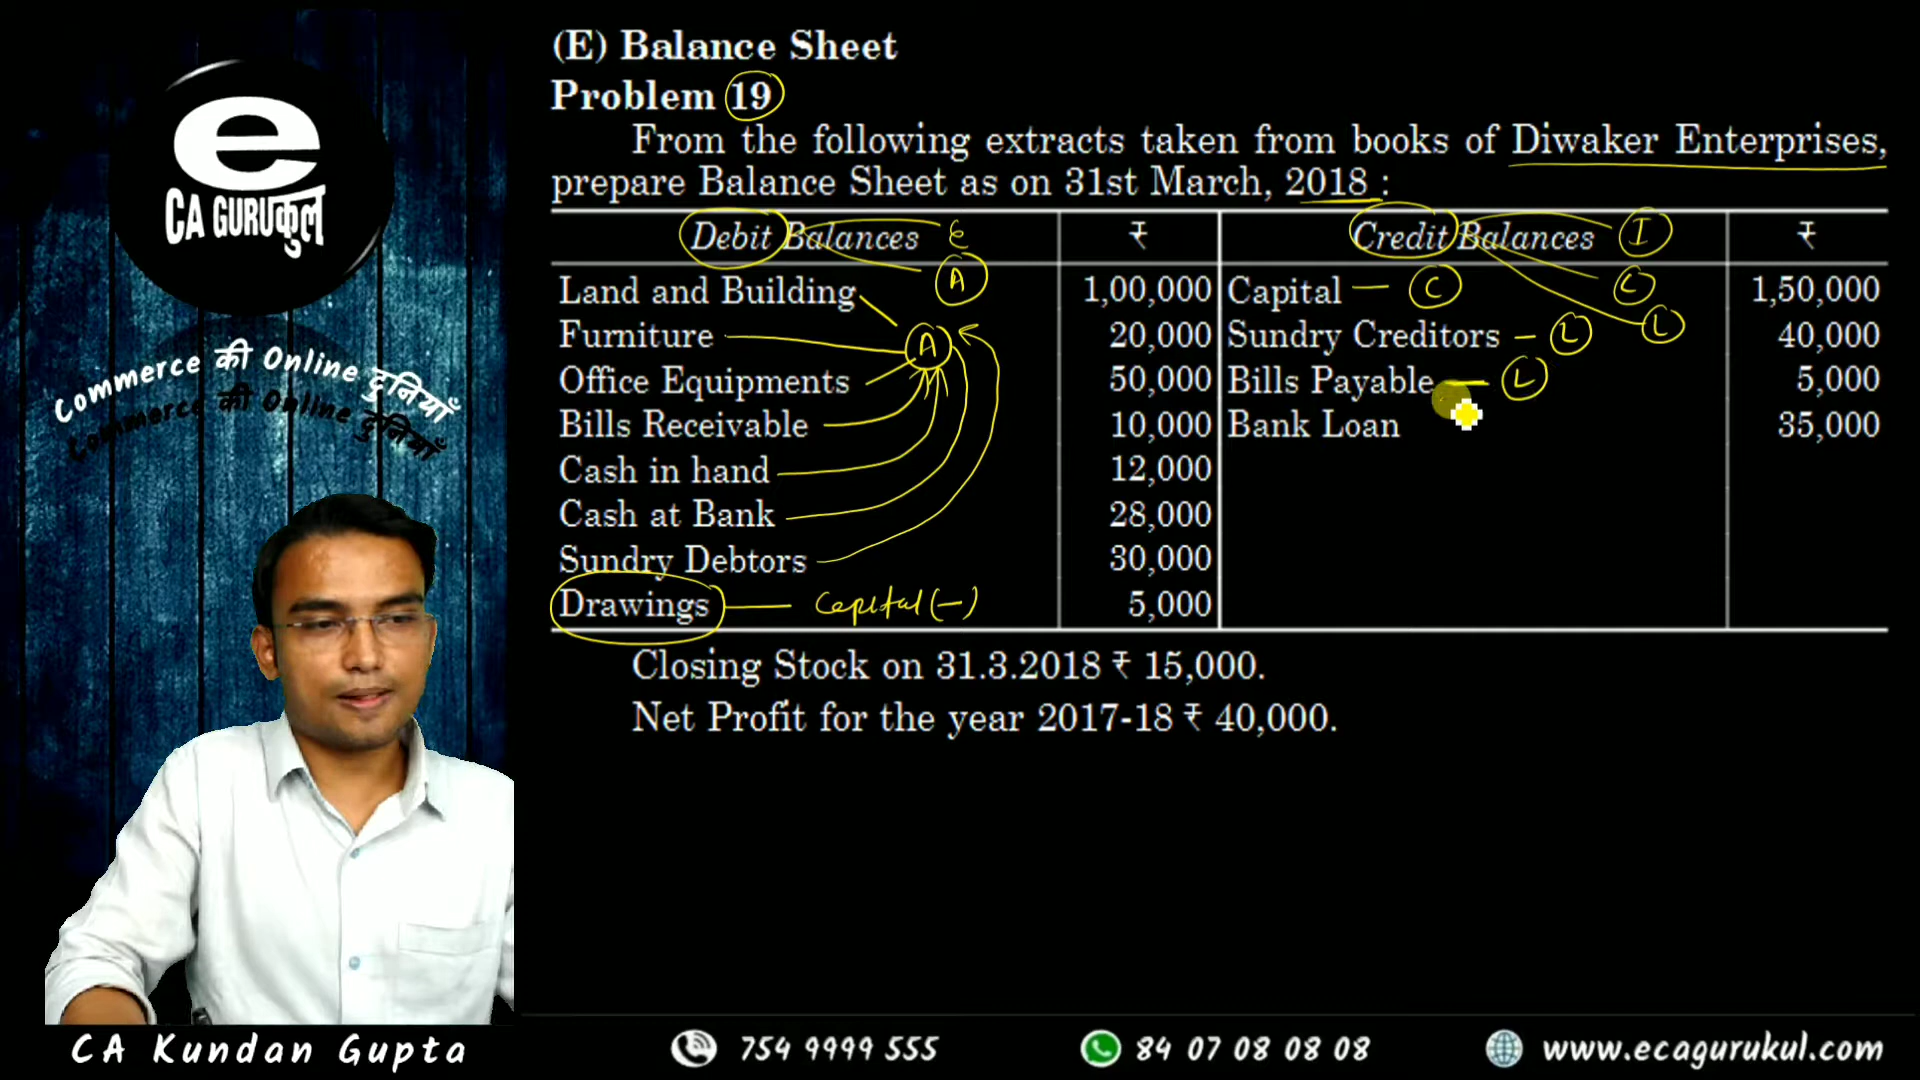 e
CA GURUकुल
Commerce की Online दुनियाँ
Commerce की Online दुनियाँ
(E) Balance Sheet
Problem 19
From the following extracts taken from books of Diwaker Enterprises,
prepare Balance Sheet as on 31st March, 2018 :
Debit Balances E ₹ Credit Balances I ₹
A
Land and Building 1,00,000 Capital — C C 1,50,000
Furniture A 20,000 Sundry Creditors – L L 40,000
Office Equipments 50,000 Bills Payable — L 5,000
Bills Receivable 10,000 Bank Loan 35,000
Cash in hand 12,000
Cash at Bank 28,000
Sundry Debtors 30,000
Drawings — Capital (–) 5,000
Closing Stock on 31.3.2018 ₹ 15,000.
Net Profit for the year 2017-18 ₹ 40,000.
CA Kundan Gupta 754 9999 555 84 07 08 08 08 www.ecagurukul.com